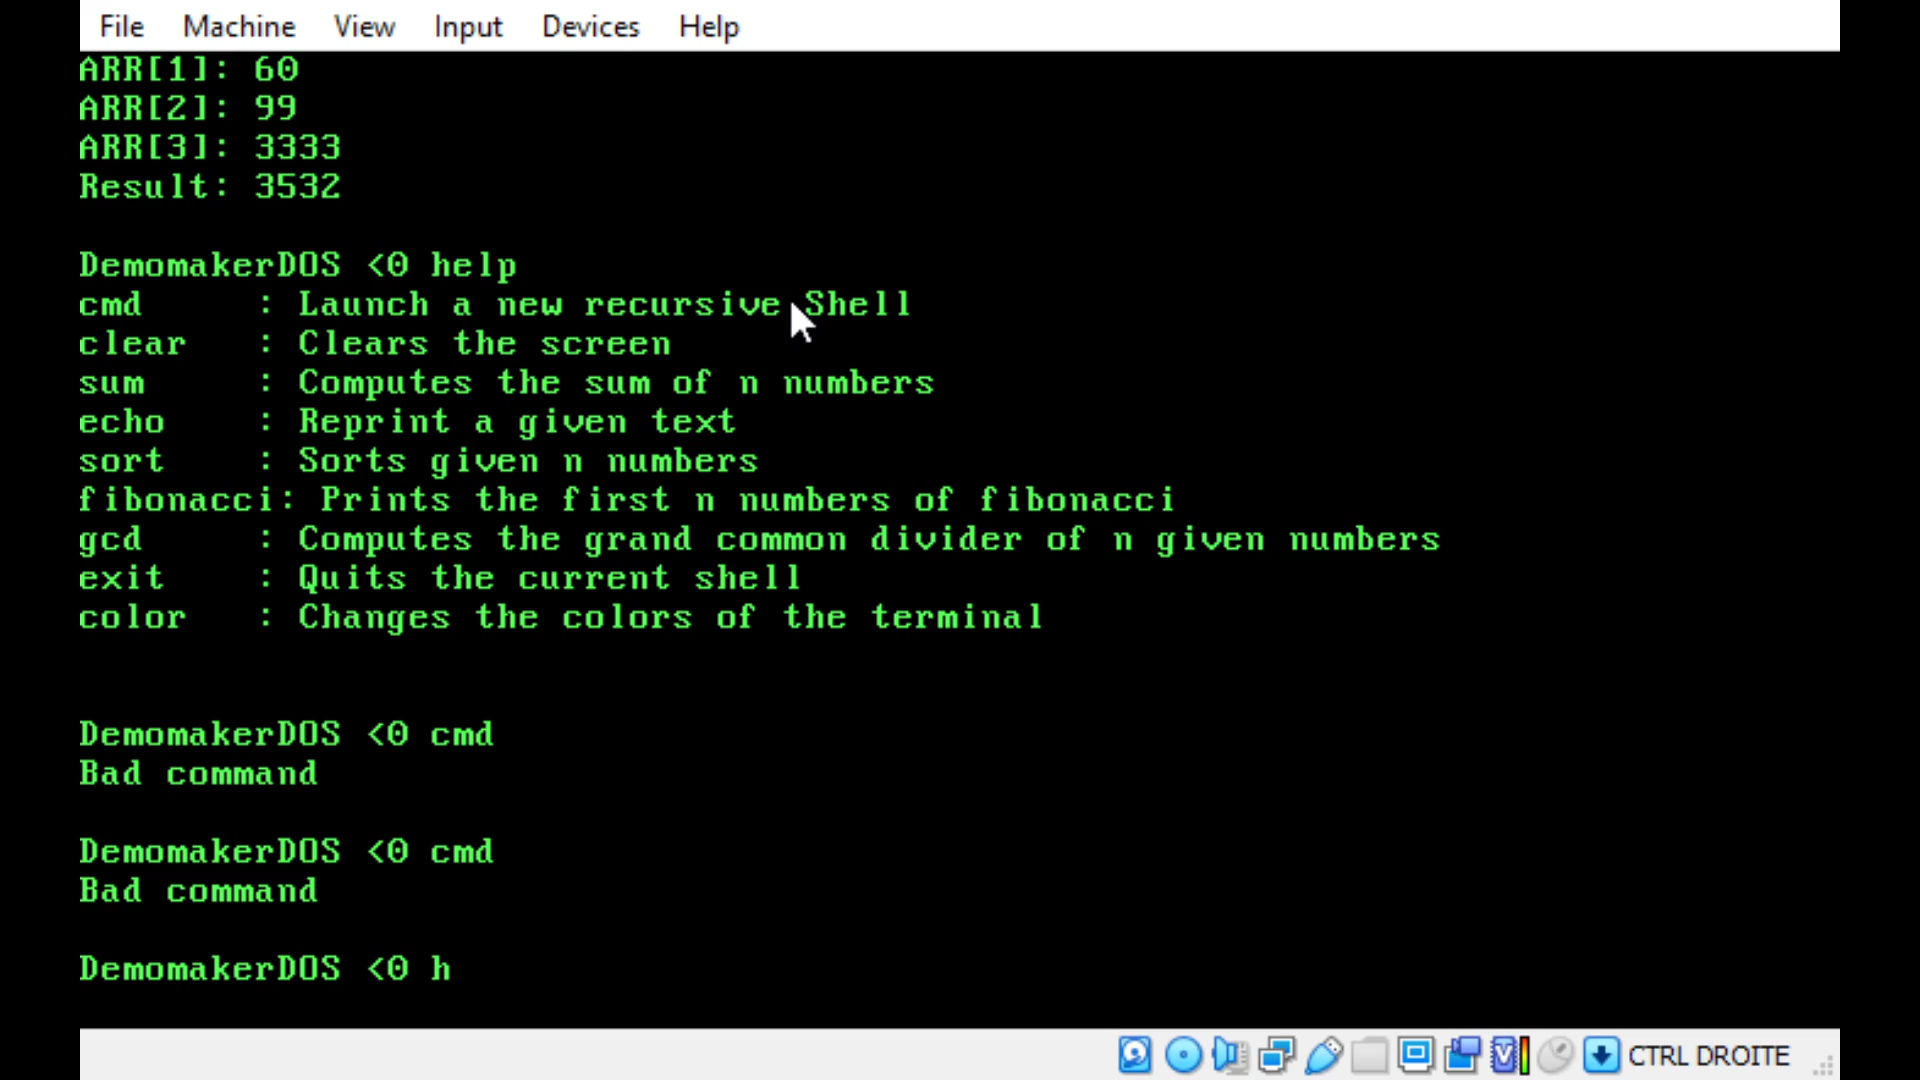 File Machine View Input Devices Help
ARR[1]: 60
ARR[2]: 99
ARR[3]: 3333
Result: 3532
DemomakerDOS <0 help
cmd : Launch a new recursive Shell
clear : Clears the screen
sum : Computes the sum of n numbers
echo : Reprint a given text
sort : Sorts given n numbers
fibonacci: Prints the first n numbers of fibonacci
gcd : Computes the grand common divider of n given numbers
exit : Quits the current shell
color : Changes the colors of the terminal
DemomakerDOS <0 cmd
Bad command
DemomakerDOS <0 cmd
Bad command
DemomakerDOS <0 h
CTRL DROITE